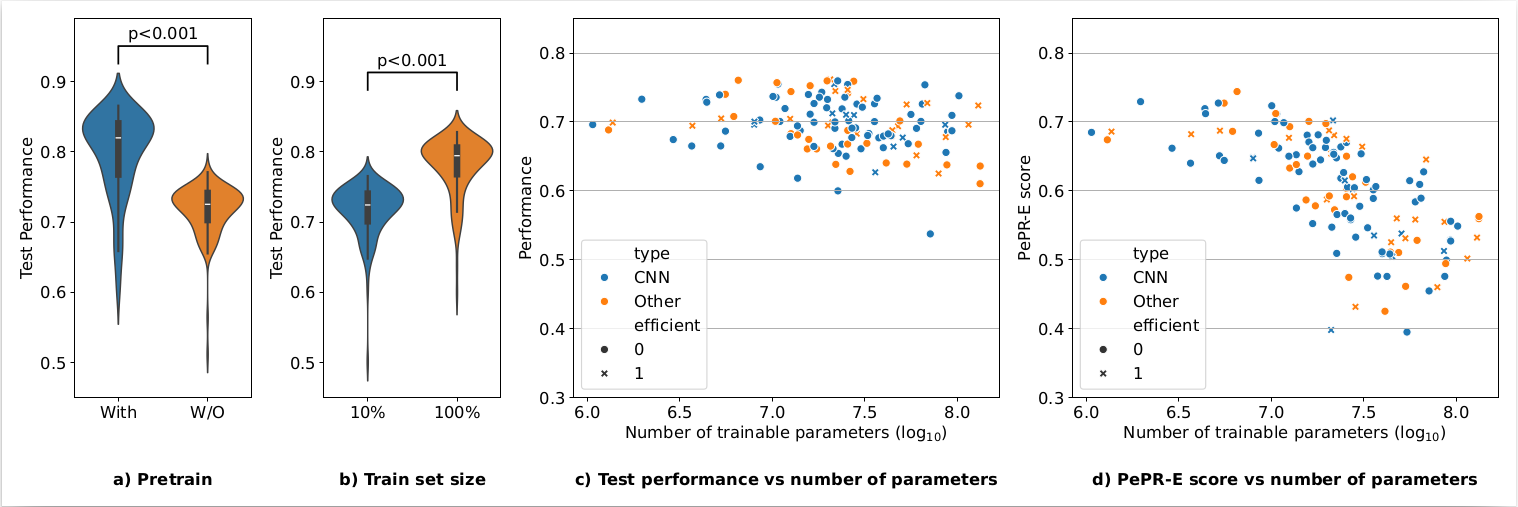 p<0.001
0.9
0.8
0.7
0.6
0.5
Test Performance
With
W/O
a) Pretrain
p<0.001
0.9
0.8
0.7
0.6
0.5
Test Performance
10%
100%
b) Train set size
0.8
0.7
0.6
0.5
0.4
0.3
Performance
type
CNN
Other
efficient
0
1
6.0
6.5
7.0
7.5
8.0
Number of trainable parameters (log₁₀)
c) Test performance vs number of parameters
0.8
0.7
0.6
0.5
0.4
0.3
PePR-E score
type
CNN
Other
efficient
0
1
6.0
6.5
7.0
7.5
8.0
Number of trainable parameters (log₁₀)
d) PePR-E score vs number of parameters